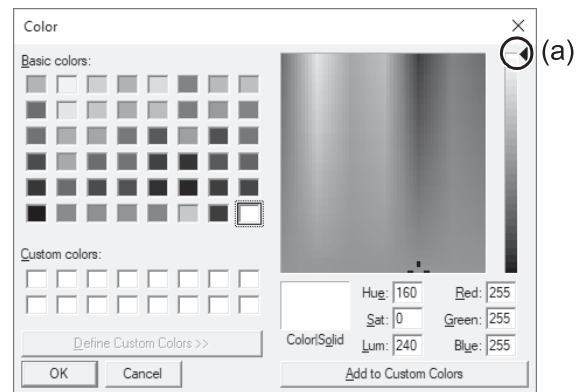 Color
(a)
Basic colors:
Custom colors:
Define Custom Colors >>
OK
Cancel
Color|Solid
Hue: 160
Sat: 0
Lum: 240
Red: 255
Green: 255
Blue: 255
Add to Custom Colors